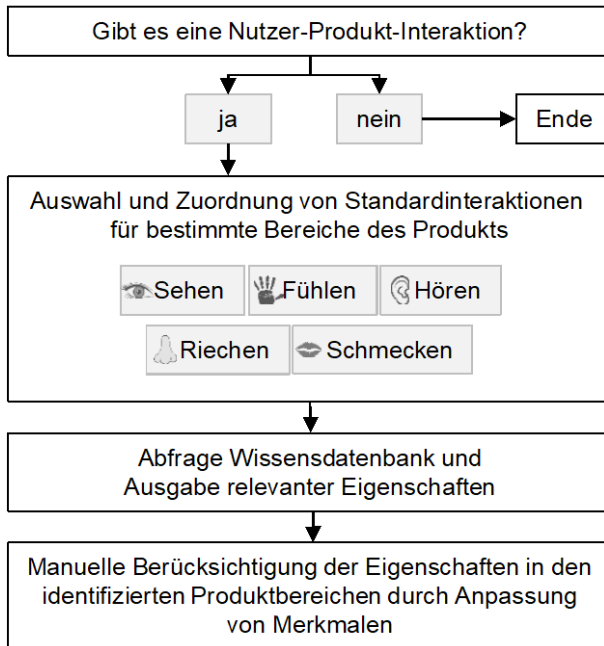 Gibt es eine Nutzer-Produkt-Interaktion?
ja
nein
Ende
Auswahl und Zuordnung von Standardinteraktionen
für bestimmte Bereiche des Produkts
Sehen
Fühlen
Hören
Riechen
Schmecken
Abfrage Wissensdatenbank und
Ausgabe relevanter Eigenschaften
Manuelle Berücksichtigung der Eigenschaften in den
identifizierten Produktbereichen durch Anpassung
von Merkmalen